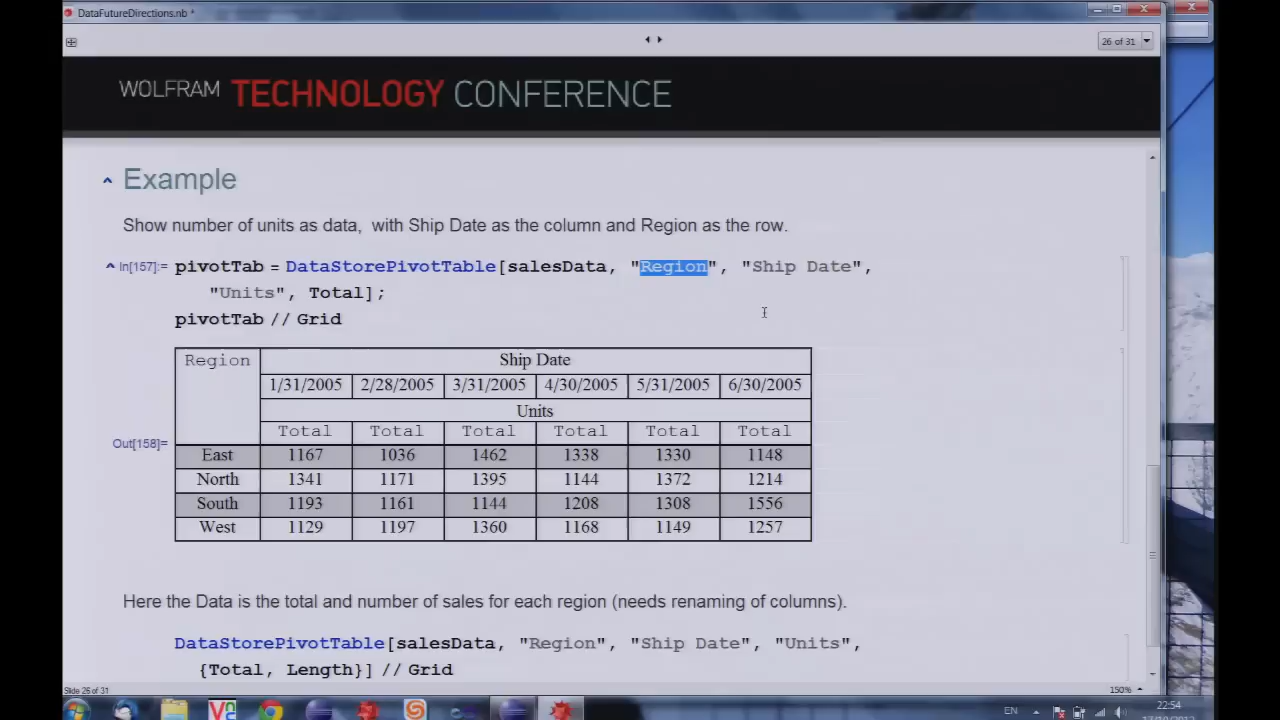 DataFutureDirections.nb *
26 of 31
WOLFRAM TECHNOLOGY CONFERENCE
Example
Show number of units as data, with Ship Date as the column and Region as the row.
In[157]:= pivotTab = DataStorePivotTable[salesData, "Region", "Ship Date",
"Units", Total];
pivotTab // Grid
Region Ship Date
1/31/2005 2/28/2005 3/31/2005 4/30/2005 5/31/2005 6/30/2005
Units
Total Total Total Total Total Total
Out[158]=
East 1167 1036 1462 1338 1330 1148
North 1341 1171 1395 1144 1372 1214
South 1193 1161 1144 1208 1308 1556
West 1129 1197 1360 1168 1149 1257
Here the Data is the total and number of sales for each region (needs renaming of columns).
DataStorePivotTable[salesData, "Region", "Ship Date", "Units",
{Total, Length}] // Grid
Slide 26 of 31
150%
EN
22:54